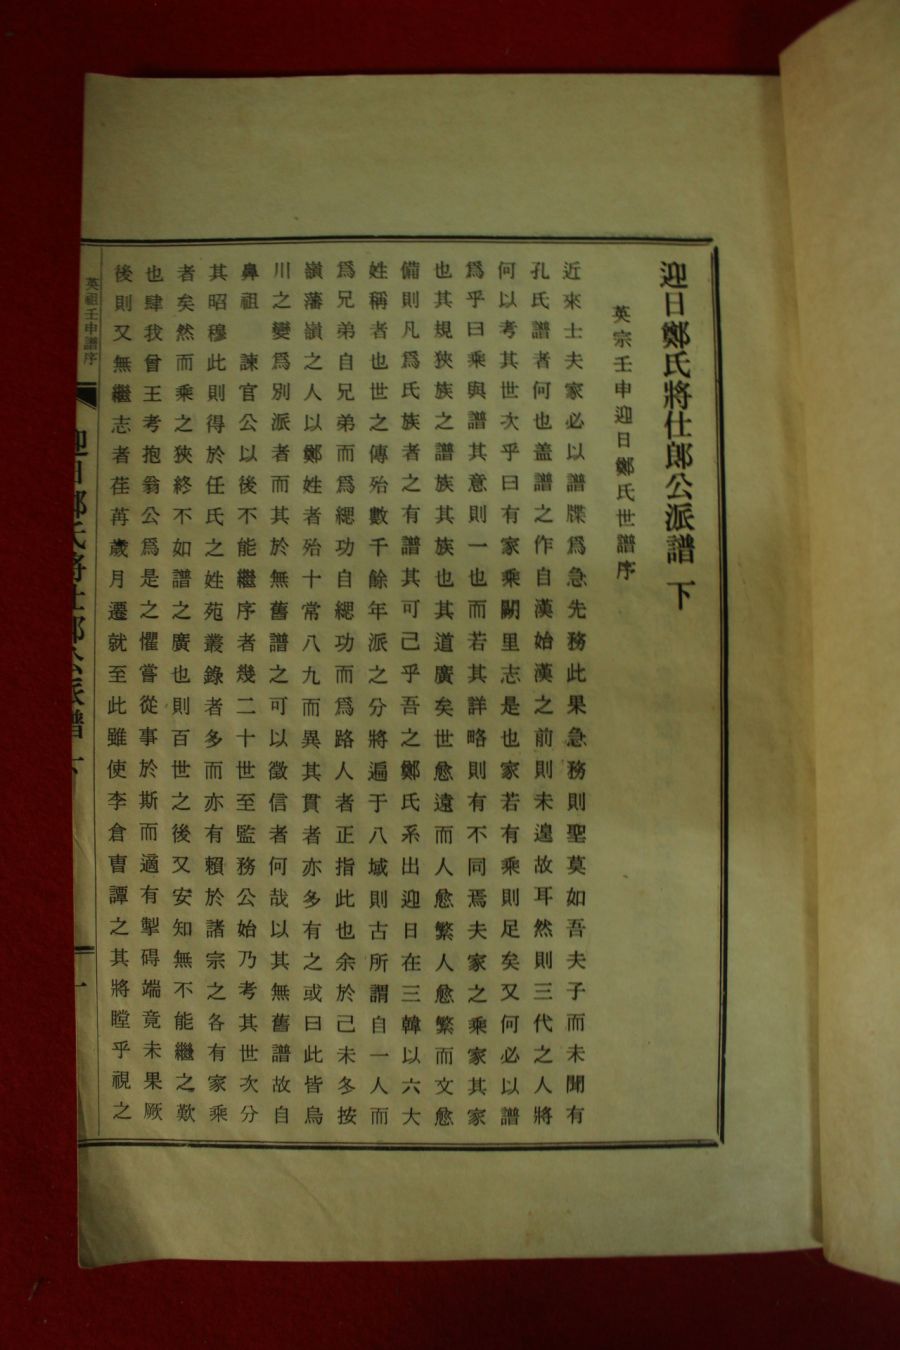 迎日鄭氏將仕郎公派譜 下
英宗壬申迎日鄭氏世譜序
近來士夫家必以譜牒爲急先務此果急務則聖莫如吾夫子而未聞有
孔氏譜者何也盖譜之作自漢始漢之前則未遑故耳然則三代之人將
何以考其世次乎曰有家乘闕里志是也家若有乘則足矣又何必以譜
爲乎曰乘與譜其意則一也而若其詳略則有不同焉夫家之乘家其家
也其規狹族之譜族其族也其道廣矣世愈遠而人愈繁人愈繁而文愈
備則凡爲氏族者之有譜其可已乎吾之鄭氏系出迎日在三韓以六大
姓稱者也世之傳殆數千餘年派之分將遍于八域則古所謂自一人而
爲兄弟自兄弟而爲緦功自緦功而爲路人者正指此也余於己未冬按
嶺藩嶺之人以鄭姓者殆十常八九而異其貫者亦多有之或曰此皆烏
川之變爲別派者而其於無舊譜之可以徵信者何哉以其無舊譜故自
鼻祖 諫官公以後不能繼序者幾二十世至監務公始乃考其世次分
其昭穆此則得於任氏之姓苑叢錄者多而亦有賴於諸宗之各有家乘
者矣然而乘之狹終不如譜之廣也則百世之後又安知無不能繼之歎
也肆我曾王考抱翁公爲是之懼嘗從事於斯而適有掣碍端竟未果厥
後則又無繼志者荏苒歲月遷就至此雖使李倉曺譚之其將瞠乎視之
英祖壬申譜序
迎日鄭氏將仕郎公派譜 下
一